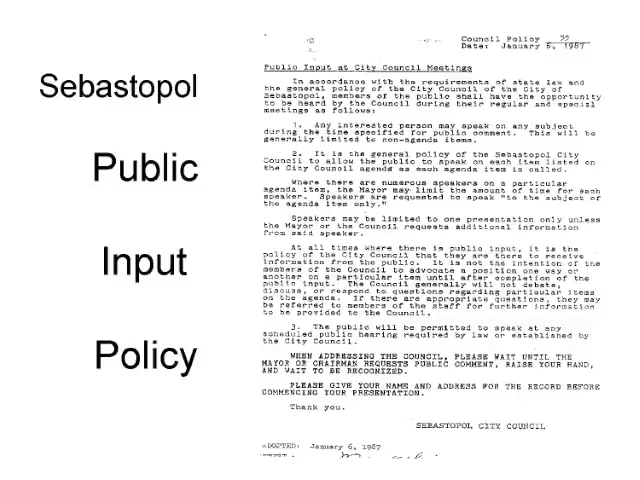 Sebastopol
Public
Input
Policy
Council Policy
Date: January 6, 1987
Public Input at City Council Meetings
In accordance with the requirements of state law and
the general policy of the City Council of the City of
Sebastopol, members of the public shall have the opportunity
to be heard by the Council during their regular and special
meetings as follows:
1. Any interested person may speak on any subject
during the time specified for public comment. This will be
generally limited to non-agenda items.
2. It is the general policy of the Sebastopol City
Council to allow the public to speak on each item listed on
the City Council agenda as each agenda item is called.
Where there are numerous speakers on a particular
agenda item, the Mayor may limit the amount of time for each
speaker. Speakers are requested to speak "to the subject of
the agenda item only."
Speakers may be limited to one presentation only unless
the Mayor or the Council requests additional information
from said speaker.
At all times where there is public input, it is the
policy of the City Council that they are there to receive
information from the public. It is not the intention of the
members of the Council to advocate a position one way or
another on a particular item until after completion of the
public input. The Council generally will not debate,
discuss, or respond to questions regarding particular items
on the agenda. If there are appropriate questions, they may
be referred to members of the staff for further information
to be provided to the Council.
3. The public will be permitted to speak at any
scheduled public hearing required by law or established by
the City Council.
WHEN ADDRESSING THE COUNCIL, PLEASE WAIT UNTIL THE
MAYOR OR CHAIRMAN REQUESTS PUBLIC COMMENT, RAISE YOUR HAND,
AND WAIT TO BE RECOGNIZED.
PLEASE GIVE YOUR NAME AND ADDRESS FOR THE RECORD BEFORE
COMMENCING YOUR PRESENTATION.
Thank you.
SEBASTOPOL CITY COUNCIL
ADOPTED: January 6, 1987